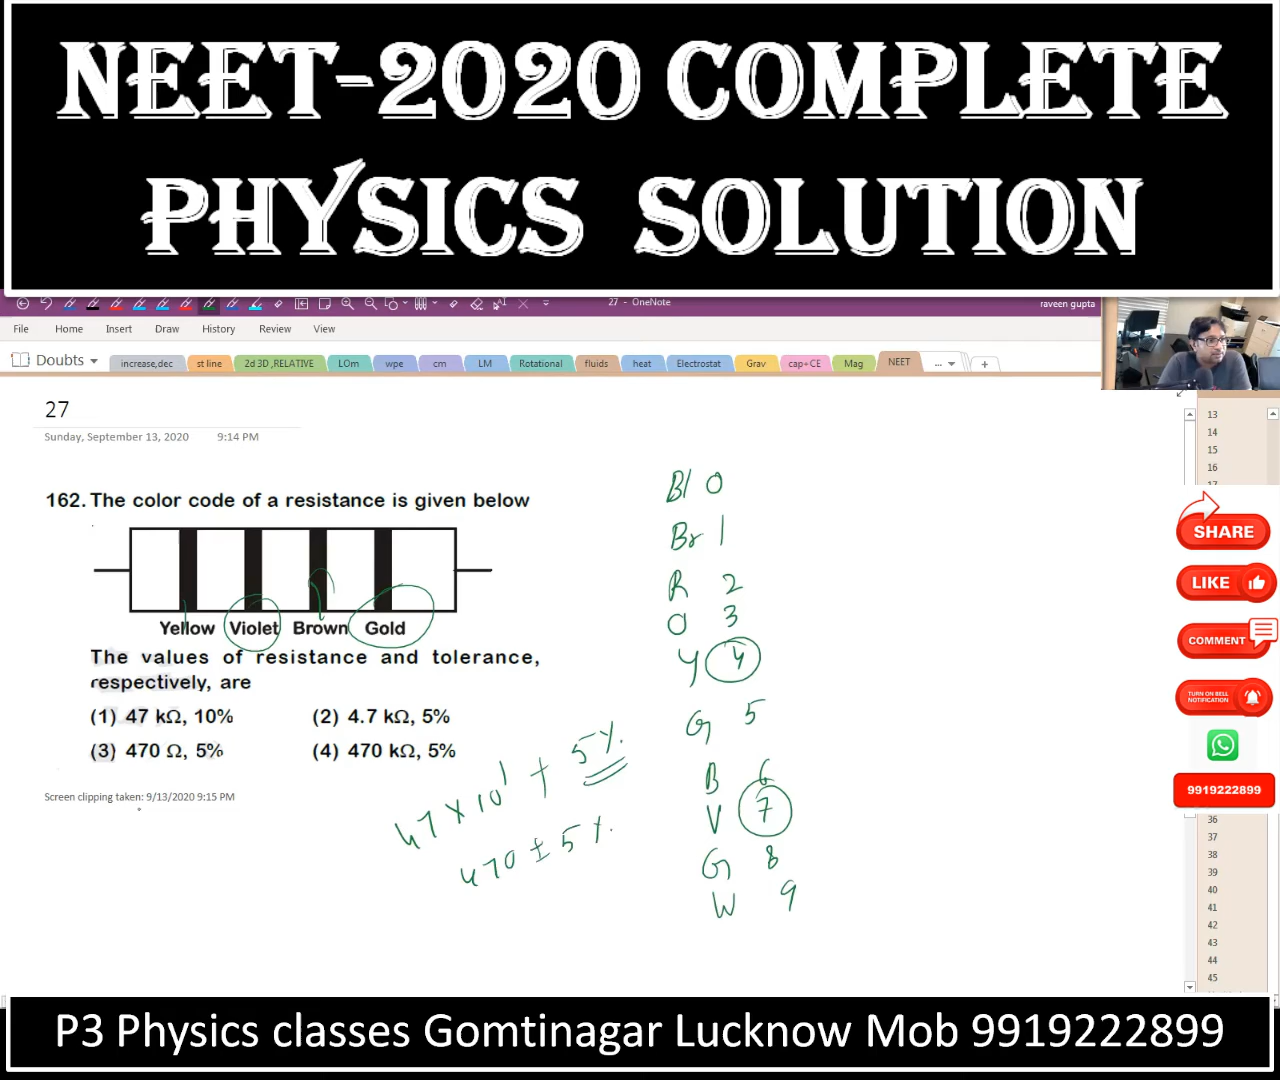 NEET-2020 COMPLETE
PHYSICS SOLUTION
27 - OneNote
raveen gupta
File Home Insert Draw History Review View
Doubts
increase,dec st line 2d 3D ,RELATIVE LOm wpe cm LM Rotational fluids heat Electrostat Grav cap+CE Mag NEET ...
27
Sunday, September 13, 2020 9:14 PM
162. The color code of a resistance is given below
Yellow Violet Brown Gold
The values of resistance and tolerance,
respectively, are
(1) 47 kΩ, 10% (2) 4.7 kΩ, 5%
(3) 470 Ω, 5% (4) 470 kΩ, 5%
Screen clipping taken: 9/13/2020 9:15 PM
47 × 10¹ + 5%.
470 ± 5%.
Bl 0
Br 1
R 2
O 3
Y 4
G 5
B 6
V 7
G 8
W 9
13
14
15
16
SHARE
LIKE
COMMENT
TURN ON BELL
NOTIFICATION
9919222899
36
37
38
39
40
41
42
43
44
45
P3 Physics classes Gomtinagar Lucknow Mob 9919222899